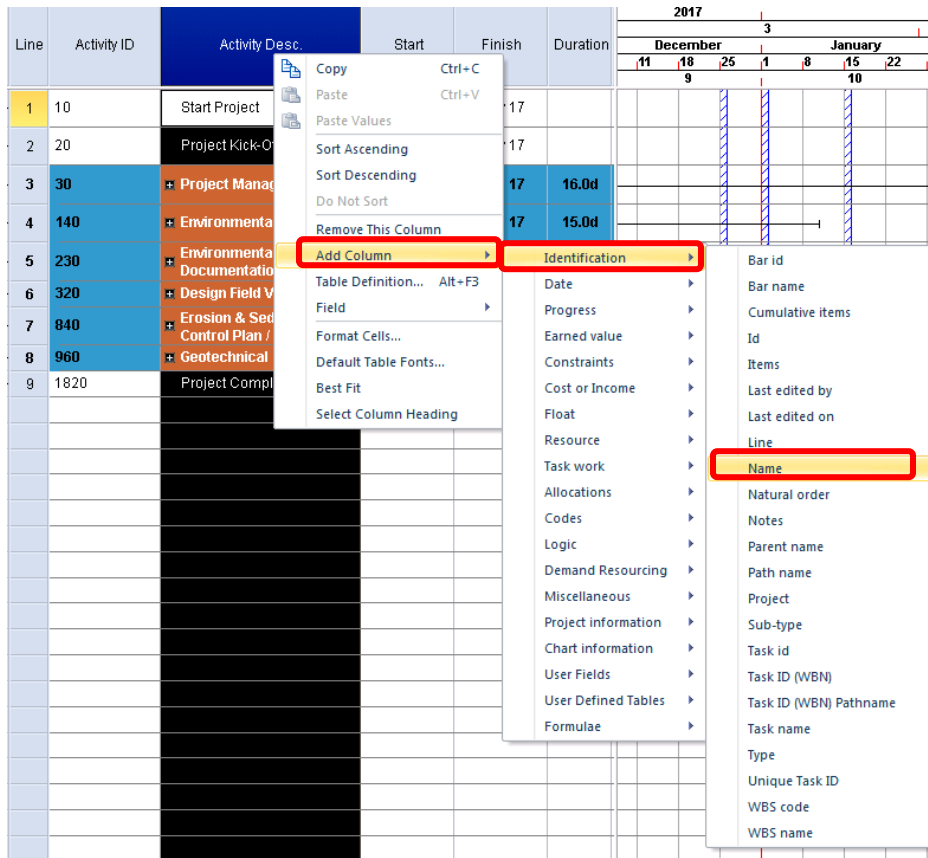 2017
3
December January
11 18 25 1 8 15 22
9 10
Line Activity ID Activity Desc. Start Finish Duration
1 10 Start Project 17
2 20 Project Kick-O 17
3 30 Project Manag 17 16.0d
4 140 Environmenta 17 15.0d
5 230 Environmenta
Documentatio
6 320 Design Field V
7 840 Erosion & Sed
Control Plan /
8 960 Geotechnical
9 1820 Project Compl
Copy Ctrl+C
Paste Ctrl+V
Paste Values
Sort Ascending
Sort Descending
Do Not Sort
Remove This Column
Add Column
Table Definition... Alt+F3
Field
Format Cells...
Default Table Fonts...
Best Fit
Select Column Heading
Identification
Date
Progress
Earned value
Constraints
Cost or Income
Float
Resource
Task work
Allocations
Codes
Logic
Demand Resourcing
Miscellaneous
Project information
Chart information
User Fields
User Defined Tables
Formulae
Bar id
Bar name
Cumulative items
Id
Items
Last edited by
Last edited on
Line
Name
Natural order
Notes
Parent name
Path name
Project
Sub-type
Task id
Task ID (WBN)
Task ID (WBN) Pathname
Task name
Type
Unique Task ID
WBS code
WBS name